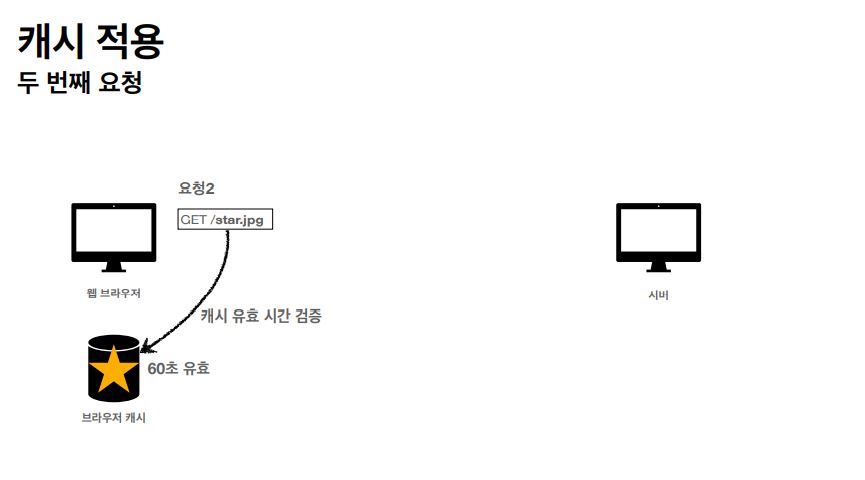 캐시 적용
두 번째 요청
요청2
GET /star.jpg
웹 브라우저
시버
캐시 유효 시간 검증
60초 유효
브라우저 캐시